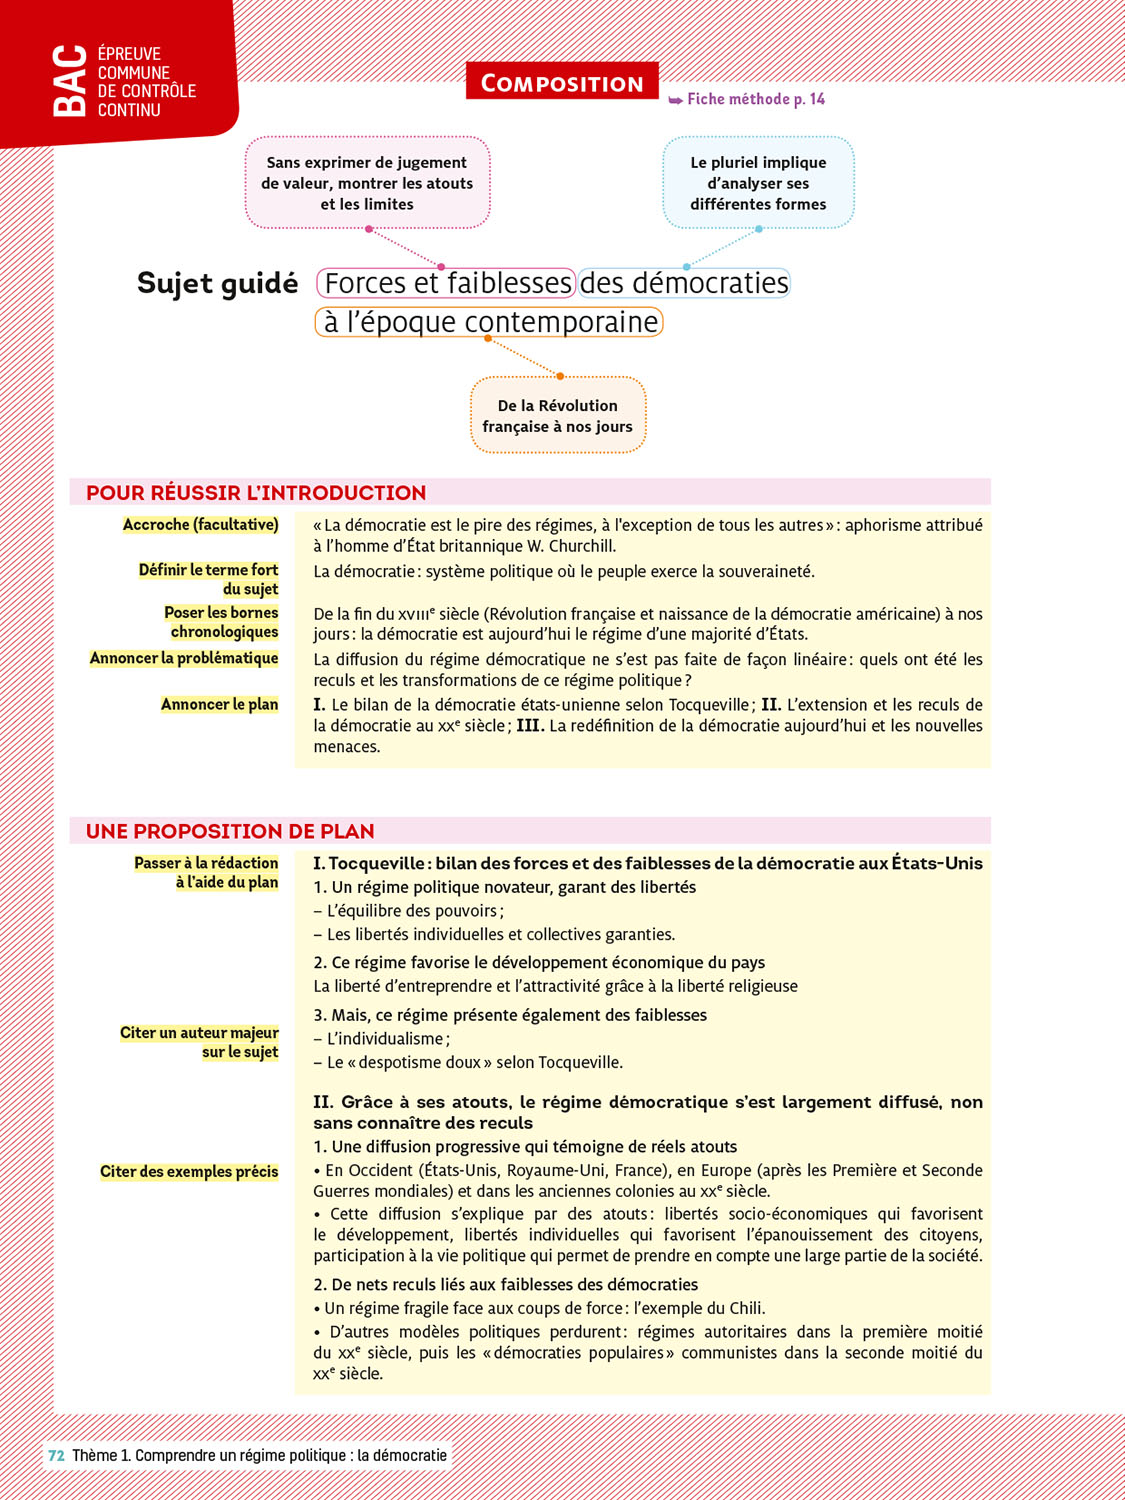 BAC
ÉPREUVE
COMMUNE
DE CONTRÔLE
CONTINU
COMPOSITION
➥ Fiche méthode p. 14
Sans exprimer de jugement
de valeur, montrer les atouts
et les limites
Le pluriel implique
d’analyser ses
différentes formes
Sujet guidé Forces et faiblesses des démocraties
à l’époque contemporaine
De la Révolution
française à nos jours
POUR RÉUSSIR L’INTRODUCTION
Accroche (facultative)
« La démocratie est le pire des régimes, à l'exception de tous les autres » : aphorisme attribué
à l’homme d’État britannique W. Churchill.
Définir le terme fort
du sujet
La démocratie : système politique où le peuple exerce la souveraineté.
Poser les bornes
chronologiques
De la fin du XVIIIe siècle (Révolution française et naissance de la démocratie américaine) à nos
jours : la démocratie est aujourd’hui le régime d’une majorité d’États.
Annoncer la problématique
La diffusion du régime démocratique ne s’est pas faite de façon linéaire : quels ont été les
reculs et les transformations de ce régime politique ?
Annoncer le plan
I. Le bilan de la démocratie états-unienne selon Tocqueville ; II. L’extension et les reculs de
la démocratie au XXe siècle ; III. La redéfinition de la démocratie aujourd’hui et les nouvelles
menaces.
UNE PROPOSITION DE PLAN
Passer à la rédaction
à l’aide du plan
I. Tocqueville : bilan des forces et des faiblesses de la démocratie aux États-Unis
1. Un régime politique novateur, garant des libertés
– L’équilibre des pouvoirs ;
– Les libertés individuelles et collectives garanties.
2. Ce régime favorise le développement économique du pays
La liberté d’entreprendre et l’attractivité grâce à la liberté religieuse
3. Mais, ce régime présente également des faiblesses
Citer un auteur majeur
sur le sujet
– L’individualisme ;
– Le « despotisme doux » selon Tocqueville.
II. Grâce à ses atouts, le régime démocratique s’est largement diffusé, non
sans connaître des reculs
1. Une diffusion progressive qui témoigne de réels atouts
Citer des exemples précis
• En Occident (États-Unis, Royaume-Uni, France), en Europe (après les Première et Seconde
Guerres mondiales) et dans les anciennes colonies au XXe siècle.
• Cette diffusion s’explique par des atouts : libertés socio-économiques qui favorisent
le développement, libertés individuelles qui favorisent l’épanouissement des citoyens,
participation à la vie politique qui permet de prendre en compte une large partie de la société.
2. De nets reculs liés aux faiblesses des démocraties
• Un régime fragile face aux coups de force : l’exemple du Chili.
• D’autres modèles politiques perdurent : régimes autoritaires dans la première moitié
du XXe siècle, puis les « démocraties populaires » communistes dans la seconde moitié du
XXe siècle.
72 Thème 1. Comprendre un régime politique : la démocratie